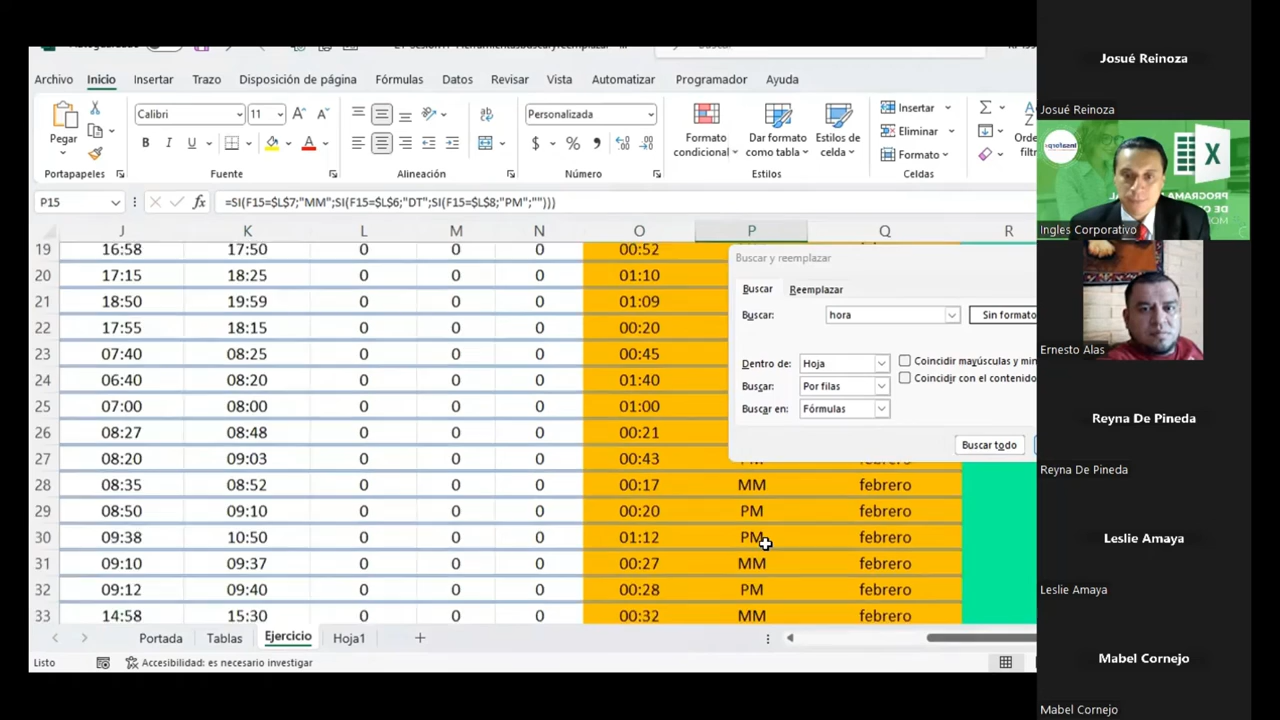 Archivo Inicio Insertar Trazo Disposición de página Fórmulas Datos Revisar Vista Automatizar Programador Ayuda
Pegar
Calibri 11
N K S
Personalizada
Formato condicional
Dar formato como tabla
Estilos de celda
Insertar
Eliminar
Formato
Portapapeles Fuente Alineación Número Estilos Celdas
P15 fx =SI(F15=$L$7;"MM";SI(F15=$L$6;"DT";SI(F15=$L$8;"PM";"")))
J K L M N O P Q R
19 16:58 17:50 0 0 0 00:52
20 17:15 18:25 0 0 0 01:10
21 18:50 19:59 0 0 0 01:09
22 17:55 18:15 0 0 0 00:20
23 07:40 08:25 0 0 0 00:45
24 06:40 08:20 0 0 0 01:40
25 07:00 08:00 0 0 0 01:00
26 08:27 08:48 0 0 0 00:21
27 08:20 09:03 0 0 0 00:43 PM febrero
28 08:35 08:52 0 0 0 00:17 MM febrero
29 08:50 09:10 0 0 0 00:20 PM febrero
30 09:38 10:50 0 0 0 01:12 PM febrero
31 09:10 09:37 0 0 0 00:27 MM febrero
32 09:12 09:40 0 0 0 00:28 PM febrero
33 14:58 15:30 0 0 0 00:32 MM febrero
Buscar y reemplazar
Buscar Reemplazar
Buscar: hora Sin formato
Dentro de: Hoja Coincidir mayúsculas y min
Buscar: Por filas Coincidir con el contenido
Buscar en: Fórmulas
Buscar todo
Portada Tablas Ejercicio Hoja1
Listo Accesibilidad: es necesario investigar
Josué Reinoza
Josué Reinoza
Ingles Corporativo
Ernesto Alas
Reyna De Pineda
Reyna De Pineda
Leslie Amaya
Leslie Amaya
Mabel Cornejo
Mabel Cornejo